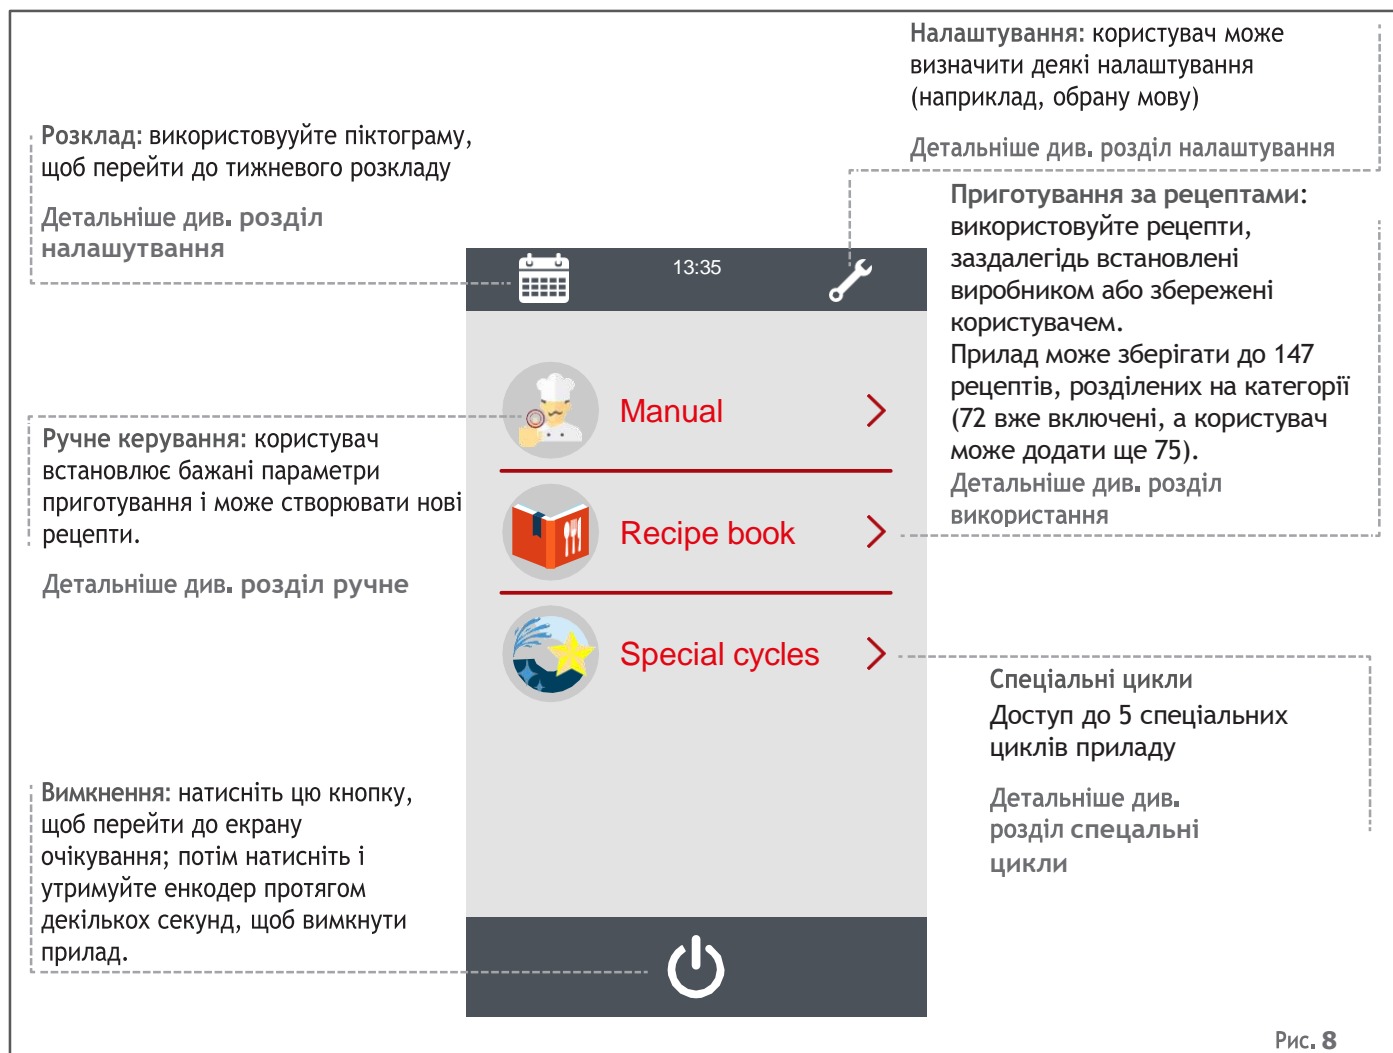 Налаштування: користувач може
визначити деякі налаштування
(наприклад, обрану мову)
Детальніше див. розділ налаштування
Розклад: використовууйте піктограму,
щоб перейти до тижневого розкладу
Детальніше див. розділ
налашутвання
Приготування за рецептами:
використовуйте рецепти,
заздалегідь встановлені
виробником або збережені
користувачем.
Прилад може зберігати до 147
рецептів, розділених на категорії
(72 вже включені, а користувач
може додати ще 75).
Детальніше див. розділ
використання
13:35
Manual
Recipe book
Special cycles
Ручне керування: користувач
встановлює бажані параметри
приготування і може створювати нові
рецепти.
Детальніше див. розділ ручне
Спеціальні цикли
Доступ до 5 спеціальних
циклів приладу
Детальніше див.
розділ спецальні
цикли
Вимкнення: натисніть цю кнопку,
щоб перейти до екрану
очікування; потім натисніть і
утримуйте енкодер протягом
декількох секунд, щоб вимкнути
прилад.
Рис. 8